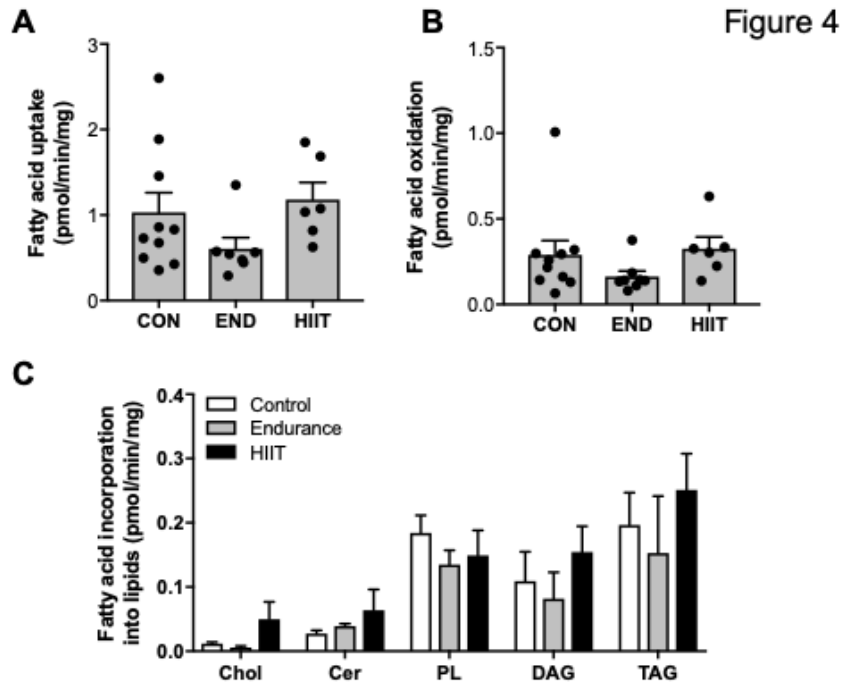 Figure 4
A
Fatty acid uptake
(pmol/min/mg)
3
2
1
0
CON END HIIT
B
Fatty acid oxidation
(pmol/min/mg)
1.5
1.0
0.5
0.0
CON END HIIT
C
Fatty acid incorporation
into lipids (pmol/min/mg)
0.4
0.3
0.2
0.1
0.0
Control
Endurance
HIIT
Chol Cer PL DAG TAG